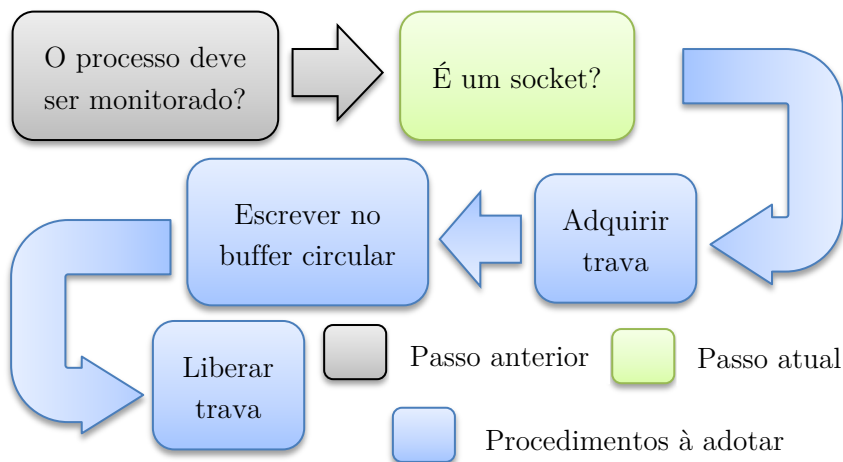 O processo deve
ser monitorado?
É um socket?
Escrever no
buffer circular
Adquirir
trava
Liberar
trava
Passo anterior
Passo atual
Procedimentos à adotar